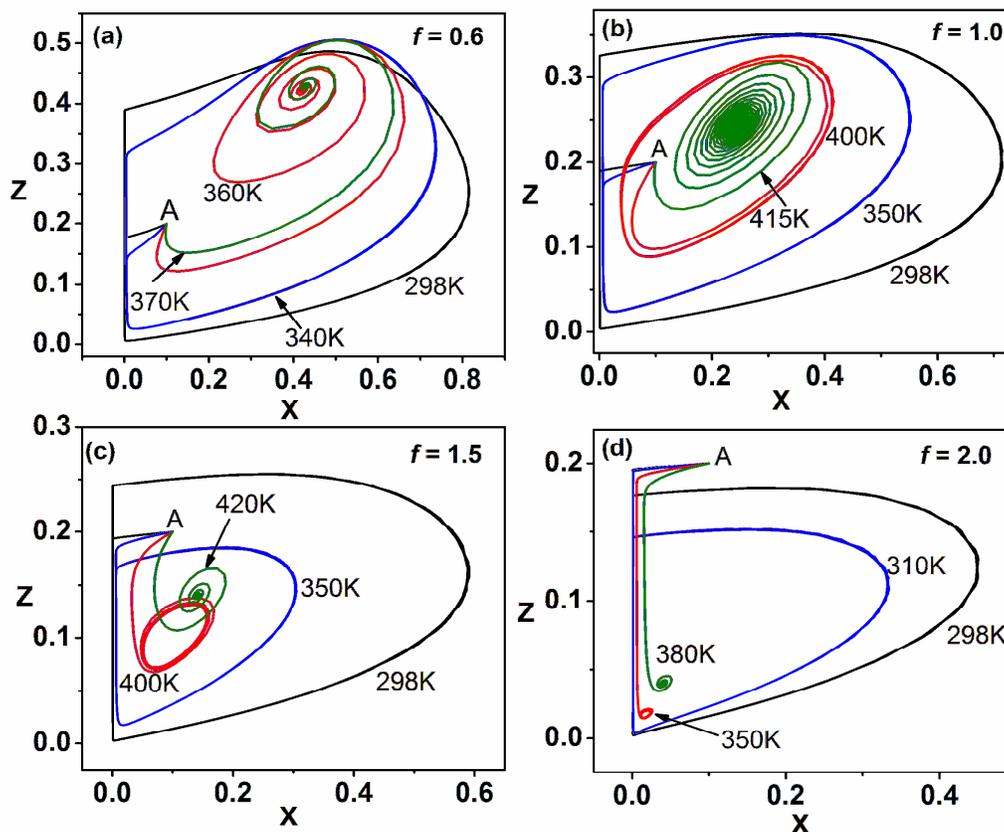 (a)
f = 0.6
0.5
0.4
0.3
0.2
0.1
0.0
Z
A
360K
370K
340K
298K
0.0 0.2 0.4 0.6 0.8
X
(b)
f = 1.0
0.3
0.2
0.1
0.0
Z
A
400K
415K
350K
298K
0.0 0.2 0.4 0.6
X
(c)
f = 1.5
0.3
0.2
0.1
0.0
Z
A
420K
350K
400K
298K
0.0 0.2 0.4 0.6
X
(d)
f = 2.0
0.2
0.1
0.0
Z
A
310K
380K
298K
350K
0.0 0.2 0.4
X